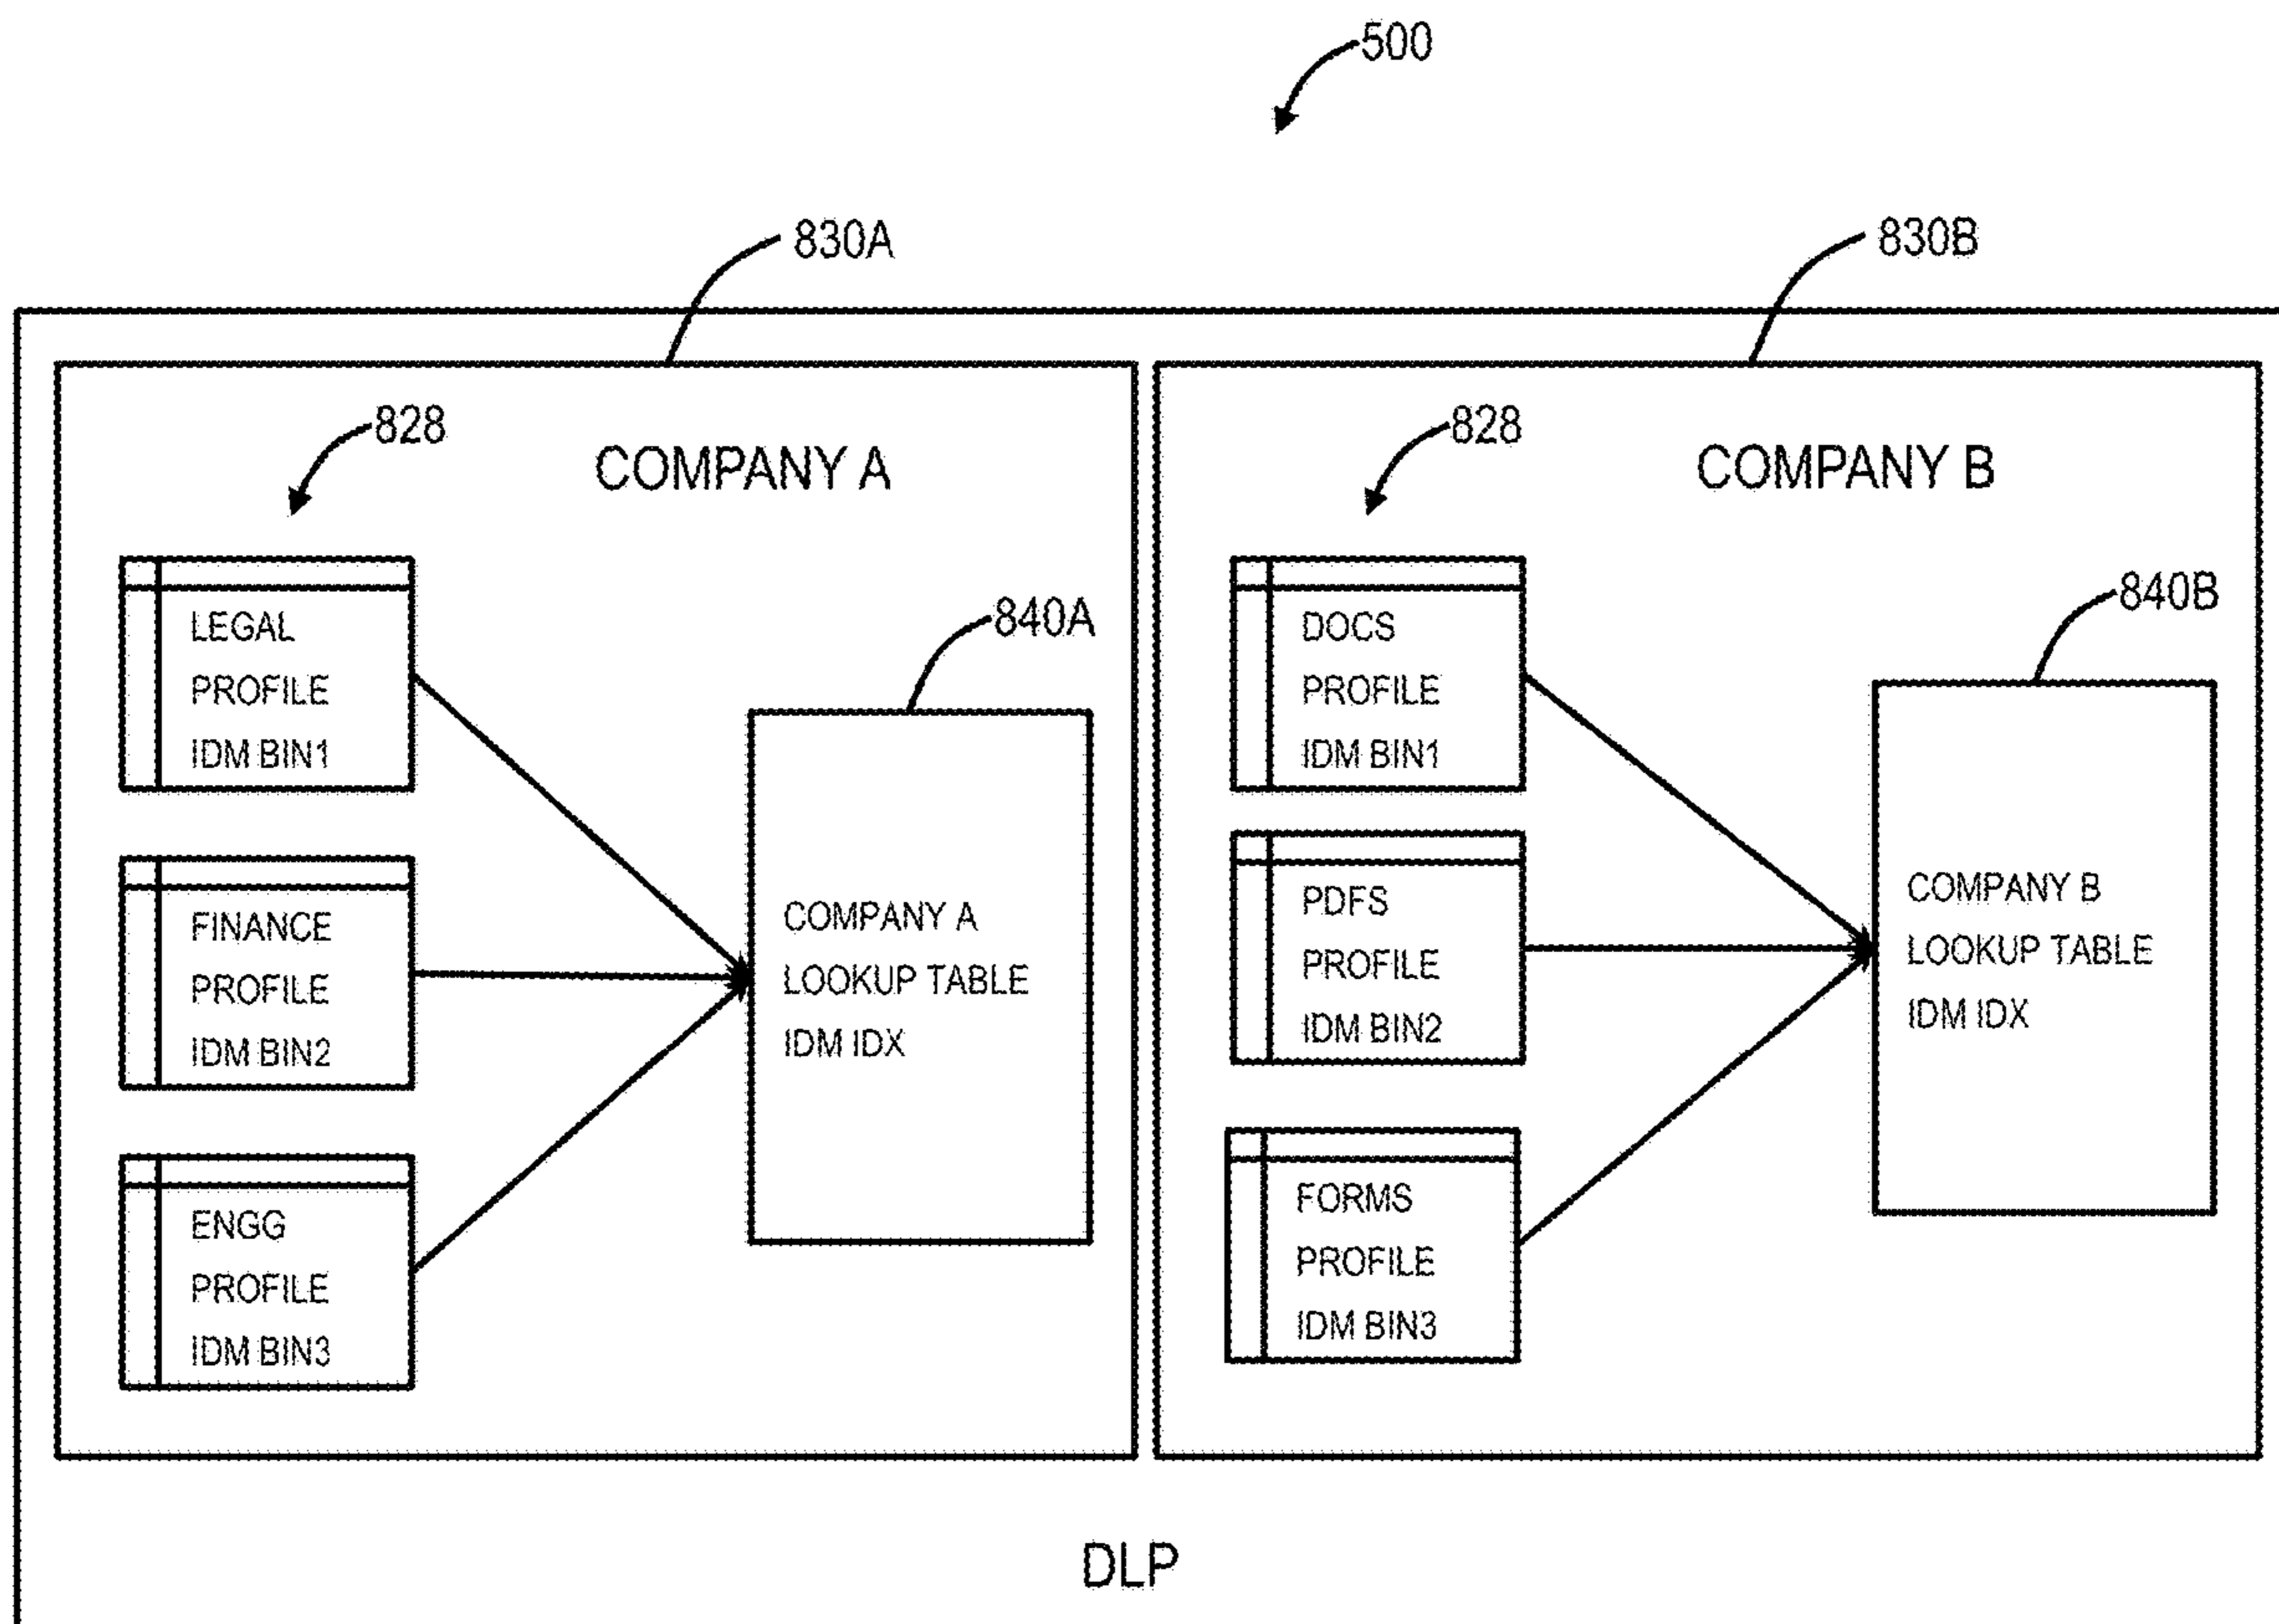 500
830A
830B
828
COMPANY A
LEGAL
PROFILE
IDM BIN1
FINANCE
PROFILE
IDM BIN2
ENGG
PROFILE
IDM BIN3
840A
COMPANY A
LOOKUP TABLE
IDM IDX
828
COMPANY B
DOCS
PROFILE
IDM BIN1
PDFS
PROFILE
IDM BIN2
FORMS
PROFILE
IDM BIN3
840B
COMPANY B
LOOKUP TABLE
IDM IDX
DLP